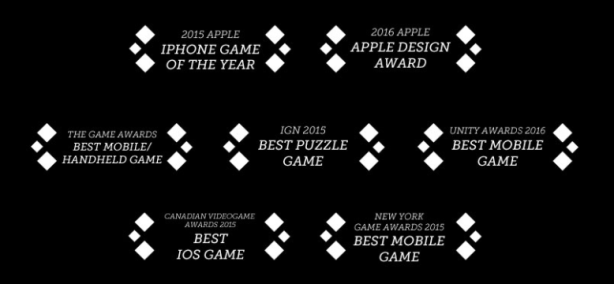 2015 APPLE
IPHONE GAME
OF THE YEAR
2016 APPLE
APPLE DESIGN
AWARD
THE GAME AWARDS
BEST MOBILE/
HANDHELD GAME
IGN 2015
BEST PUZZLE
GAME
UNITY AWARDS 2016
BEST MOBILE
GAME
CANADIAN VIDEOGAME
AWARDS 2015
BEST
IOS GAME
NEW YORK
GAME AWARDS 2015
BEST MOBILE
GAME